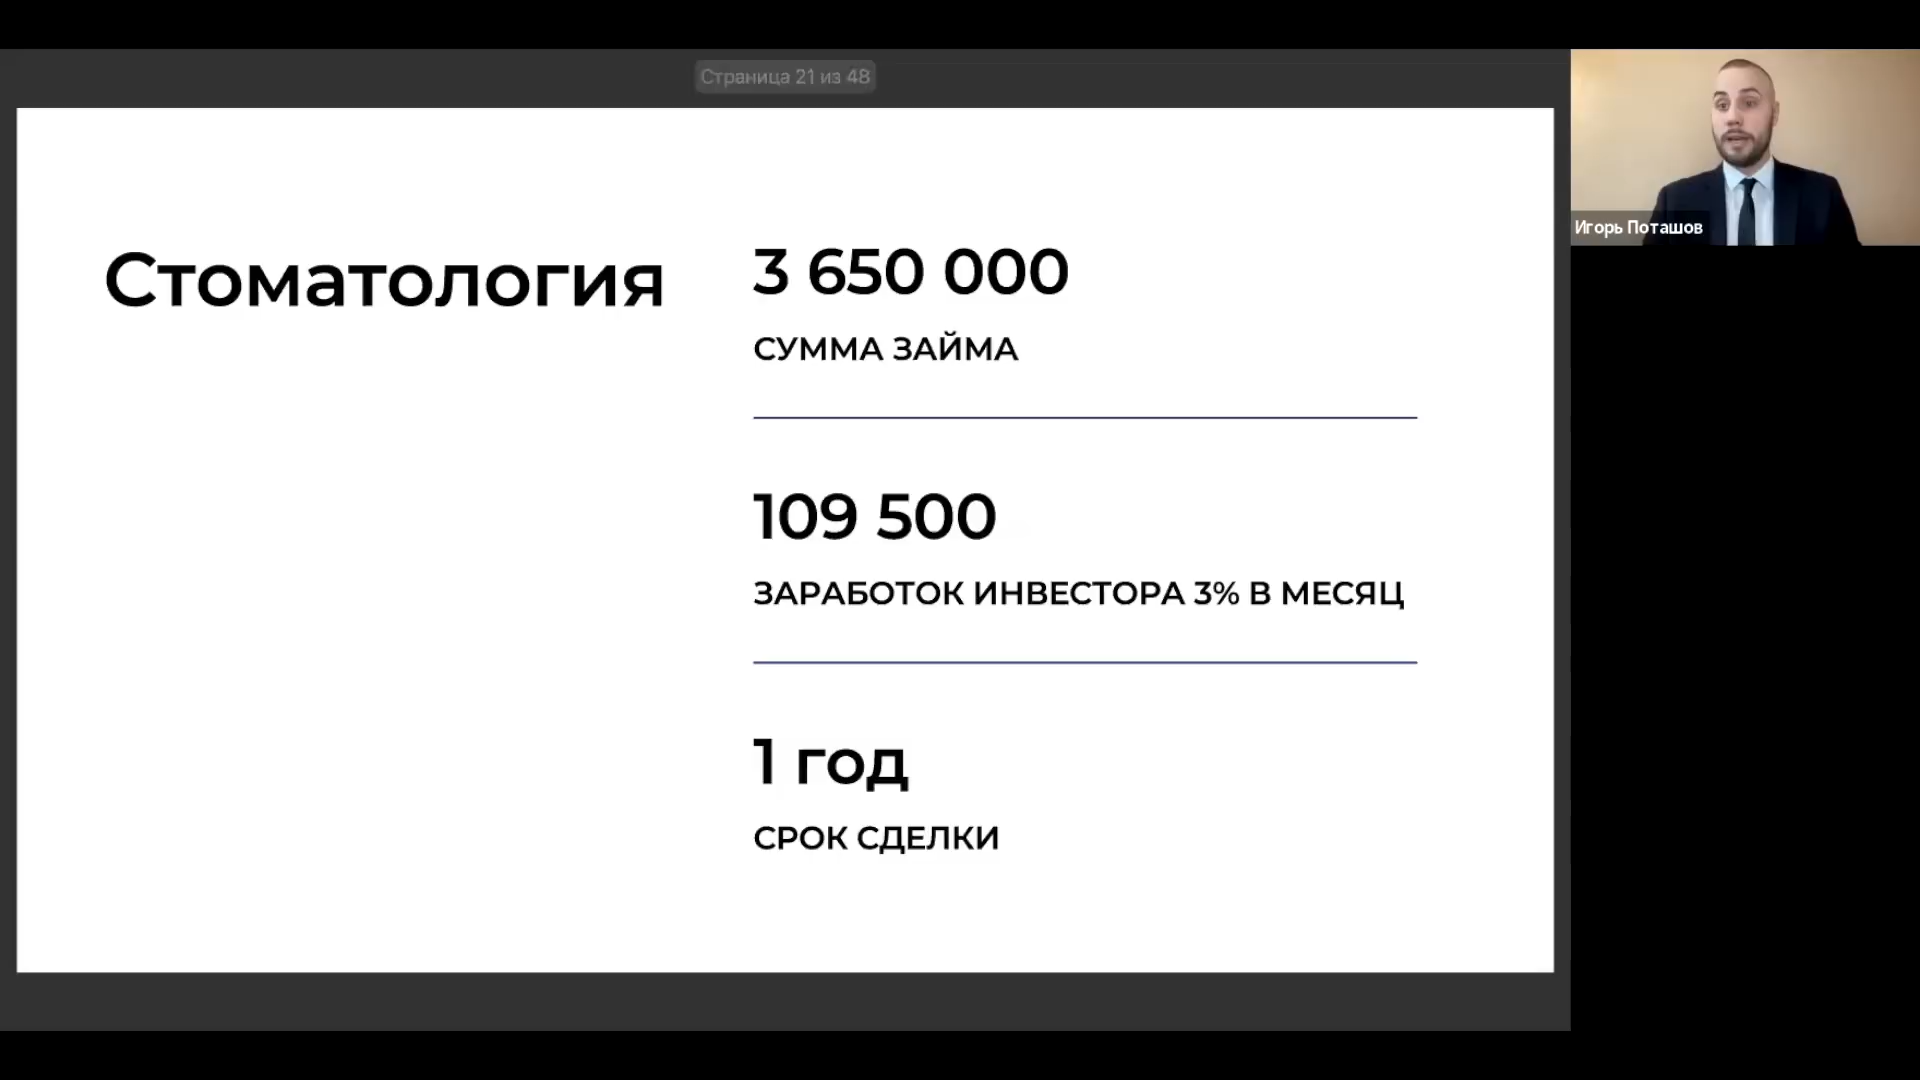 Страница 21 из 48
Стоматология
3 650 000
СУММА ЗАЙМА
109 500
ЗАРАБОТОК ИНВЕСТОРА 3% В МЕСЯЦ
1 год
СРОК СДЕЛКИ
Игорь Поташов